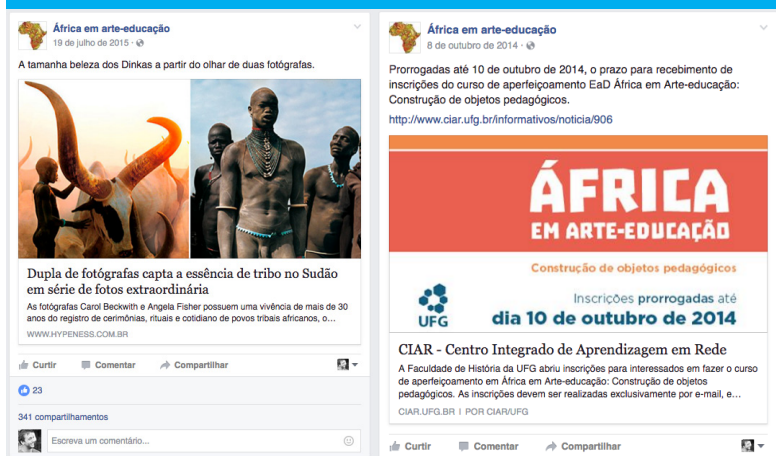 África em arte-educação
19 de julho de 2015 ·
A tamanha beleza dos Dinkas a partir do olhar de duas fotógrafas.
Dupla de fotógrafas capta a essência de tribo no Sudão
em série de fotos extraordinária
As fotógrafas Carol Beckwith e Angela Fisher possuem uma vivência de mais de 30
anos do registro de cerimônias, rituais e cotidiano de povos tribais africanos, o...
WWW.HYPENESS.COM.BR
Curtir Comentar Compartilhar
23
341 compartilhamentos
Escreva um comentário...
África em arte-educação
8 de outubro de 2014 ·
Prorrogadas até 10 de outubro de 2014, o prazo para recebimento de
inscrições do curso de aperfeiçoamento EaD África em Arte-educação:
Construção de objetos pedagógicos.
http://www.ciar.ufg.br/informativos/noticia/906
ÁFRICA
EM ARTE-EDUCAÇÃO
Construção de objetos pedagógicos
Inscrições prorrogadas até
dia 10 de outubro de 2014
UFG
CIAR - Centro Integrado de Aprendizagem em Rede
A Faculdade de História da UFG abriu inscrições para interessados em fazer o curso
de aperfeiçoamento em África em Arte-educação: Construção de objetos
pedagógicos. As inscrições devem ser realizadas exclusivamente por e-mail, e...
CIAR.UFG.BR | POR CIAR/UFG
Curtir Comentar Compartilhar